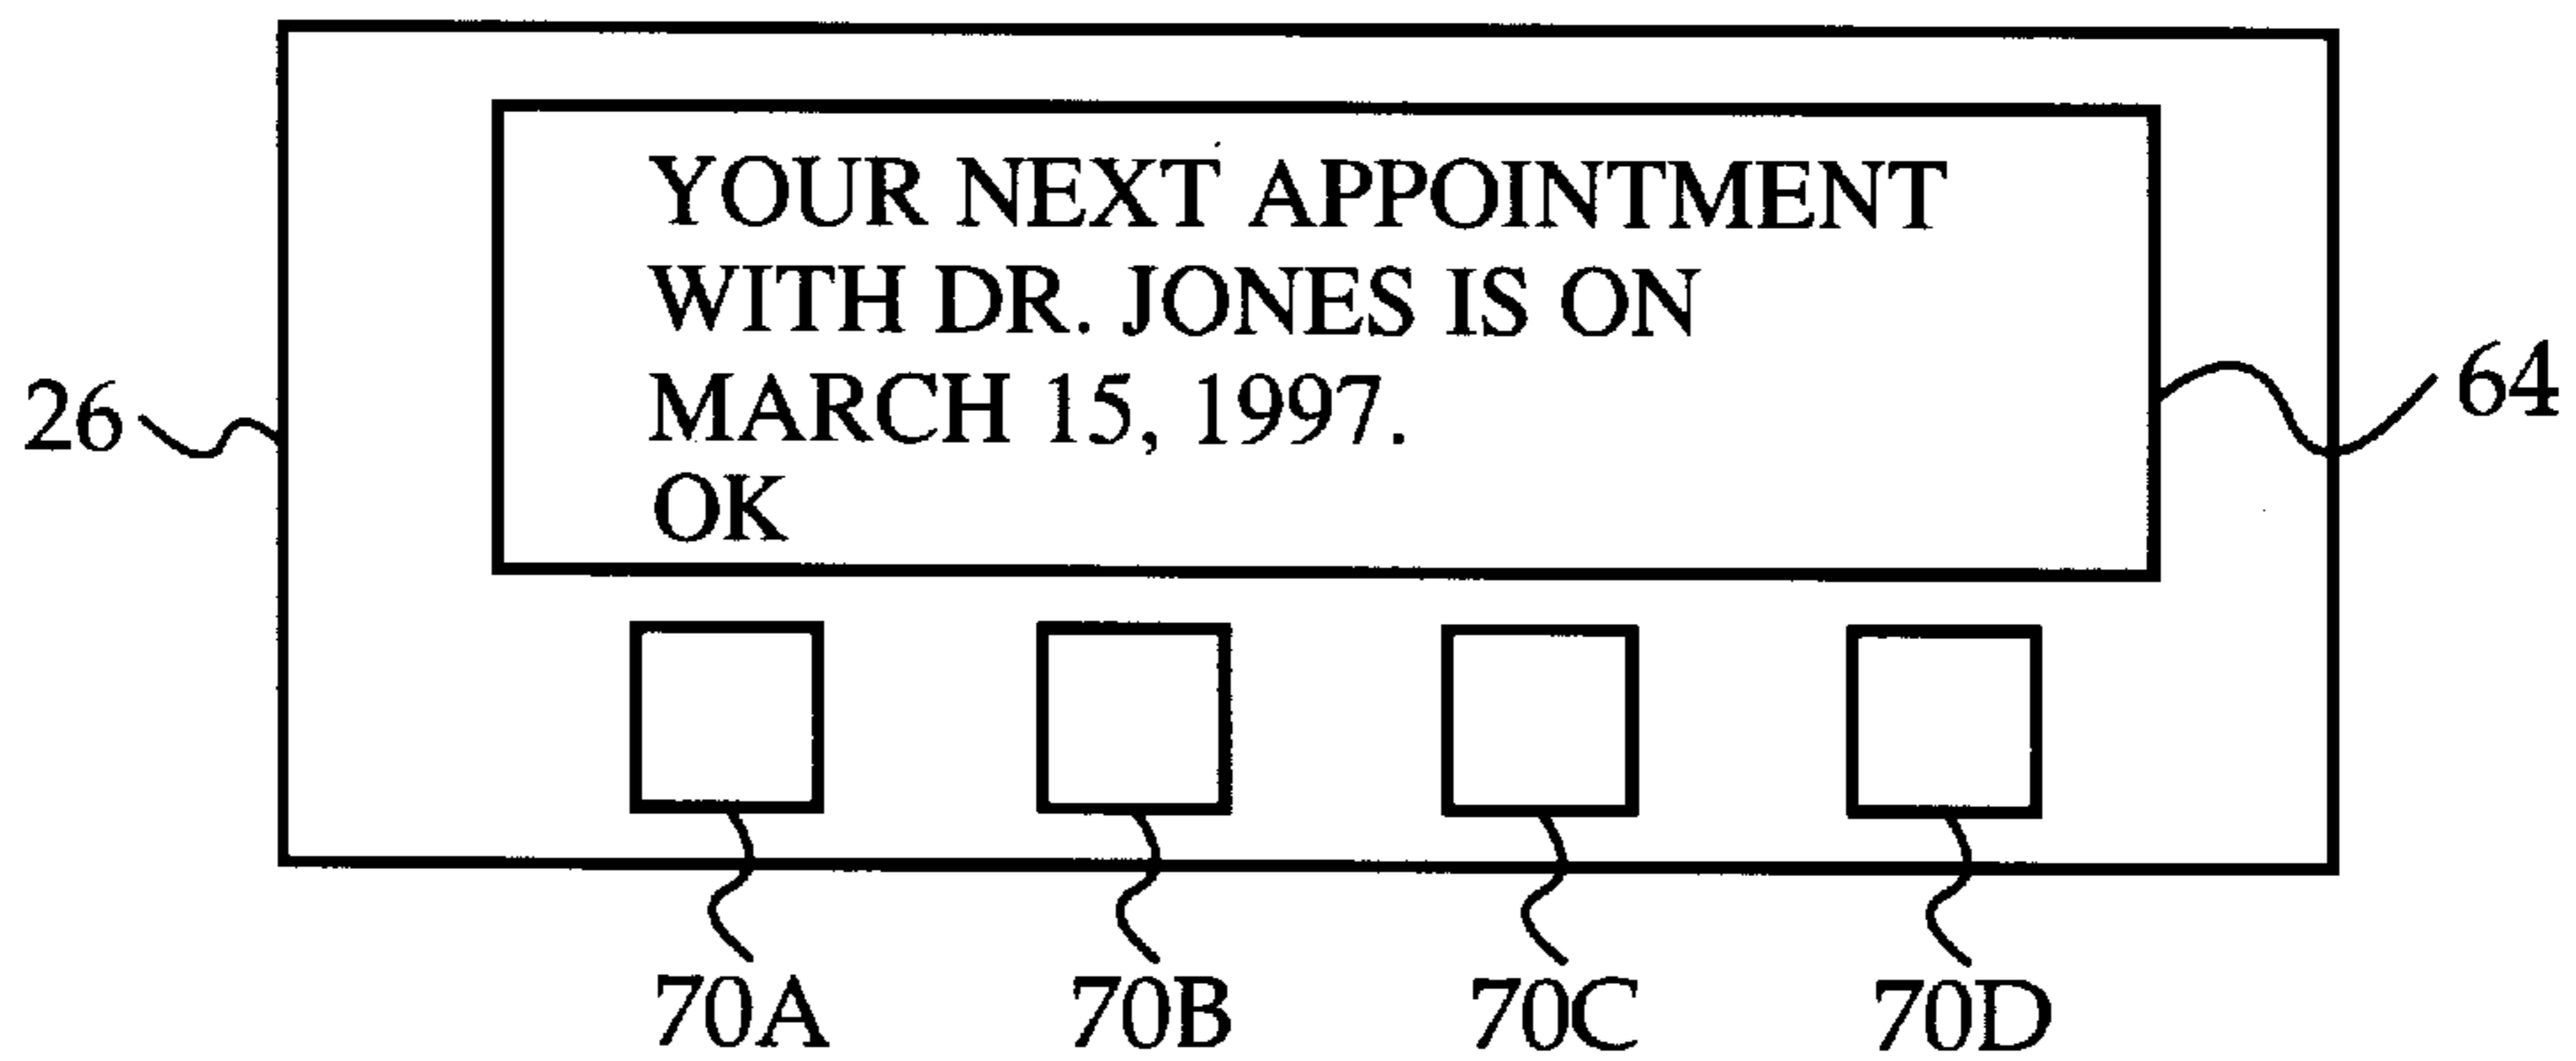 YOUR NEXT APPOINTMENT
WITH DR. JONES IS ON
MARCH 15, 1997.
OK
26
64
70A 70B 70C 70D